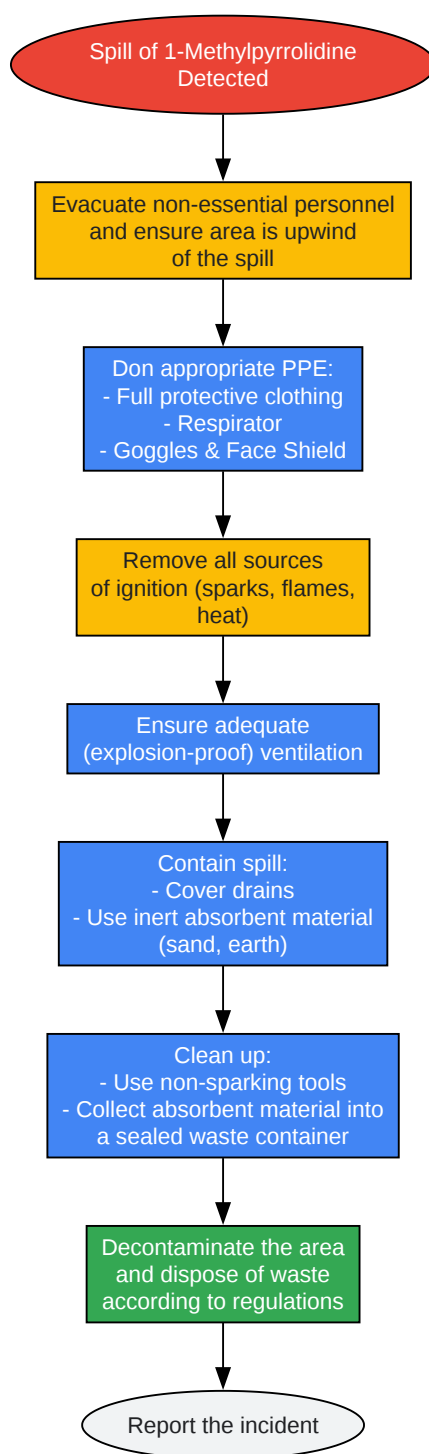 Spill of 1-Methylpyrrolidine
Detected
Evacuate non-essential personnel
and ensure area is upwind
of the spill
Don appropriate PPE:
- Full protective clothing
- Respirator
- Goggles & Face Shield
Remove all sources
of ignition (sparks, flames,
heat)
Ensure adequate
(explosion-proof) ventilation
Contain spill:
- Cover drains
- Use inert absorbent material
(sand, earth)
Clean up:
- Use non-sparking tools
- Collect absorbent material into
a sealed waste container
Decontaminate the area
and dispose of waste
according to regulations
Report the incident